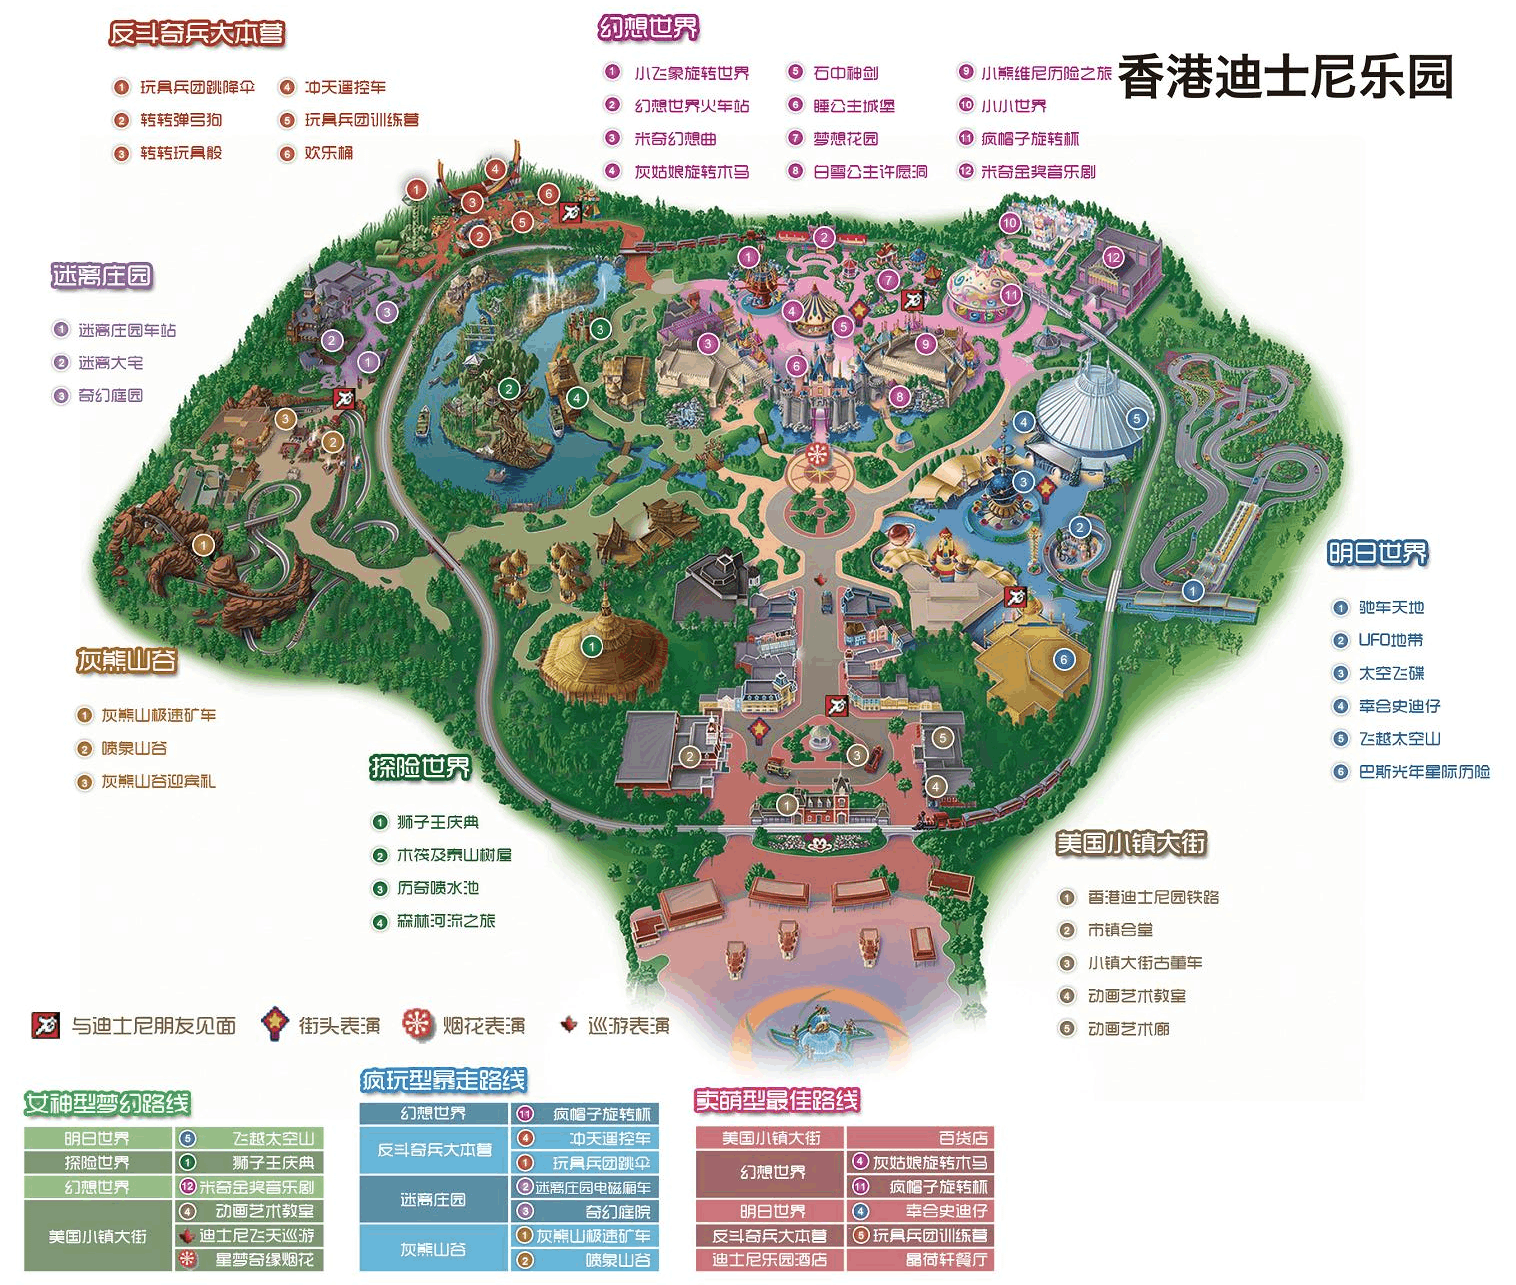 香港迪士尼乐园
反斗奇兵大本营
1 玩具兵团跳降伞
2 转转弹弓狗
3 转转玩具骰
4 冲天遥控车
5 玩具兵团训练营
6 欢乐桶
幻想世界
1 小飞象旋转世界
2 幻想世界火车站
3 米奇幻想曲
4 灰姑娘旋转木马
5 石中神剑
6 睡公主城堡
7 梦想花园
8 白雪公主许愿洞
9 小熊维尼历险之旅
10 小小世界
11 疯帽子旋转杯
12 米奇金奖音乐剧
迷离庄园
1 迷离庄园车站
2 迷离大宅
3 奇幻庭园
灰熊山谷
1 灰熊山极速矿车
2 喷泉山谷
3 灰熊山谷迎宾礼
探险世界
1 狮子王庆典
2 木筏及泰山树屋
3 历奇喷水池
4 森林河流之旅
明日世界
1 驰车天地
2 UFO地带
3 太空飞碟
4 幸会史迪仔
5 飞越太空山
6 巴斯光年星际历险
美国小镇大街
1 香港迪士尼园铁路
2 市镇会堂
3 小镇大街古董车
4 动画艺术教室
5 动画艺术廊
与迪士尼朋友见面
街头表演
烟花表演
巡游表演
女神型梦幻路线
明日世界 5 飞越太空山
探险世界 1 狮子王庆典
幻想世界 12 米奇金奖音乐剧
美国小镇大街 4 动画艺术教室
迪士尼飞天巡游
星梦奇缘烟花
疯玩型暴走路线
幻想世界 11 疯帽子旋转杯
反斗奇兵大本营 4 冲天遥控车
1 玩具兵团跳伞
迷离庄园 2 迷离庄园电磁厢车
3 奇幻庭院
灰熊山谷 1 灰熊山极速矿车
2 喷泉山谷
卖萌型最佳路线
美国小镇大街 百货店
幻想世界 4 灰姑娘旋转木马
11 疯帽子旋转杯
明日世界 4 幸会史迪仔
反斗奇兵大本营 5 玩具兵团训练营
迪士尼乐园酒店 晶荷轩餐厅